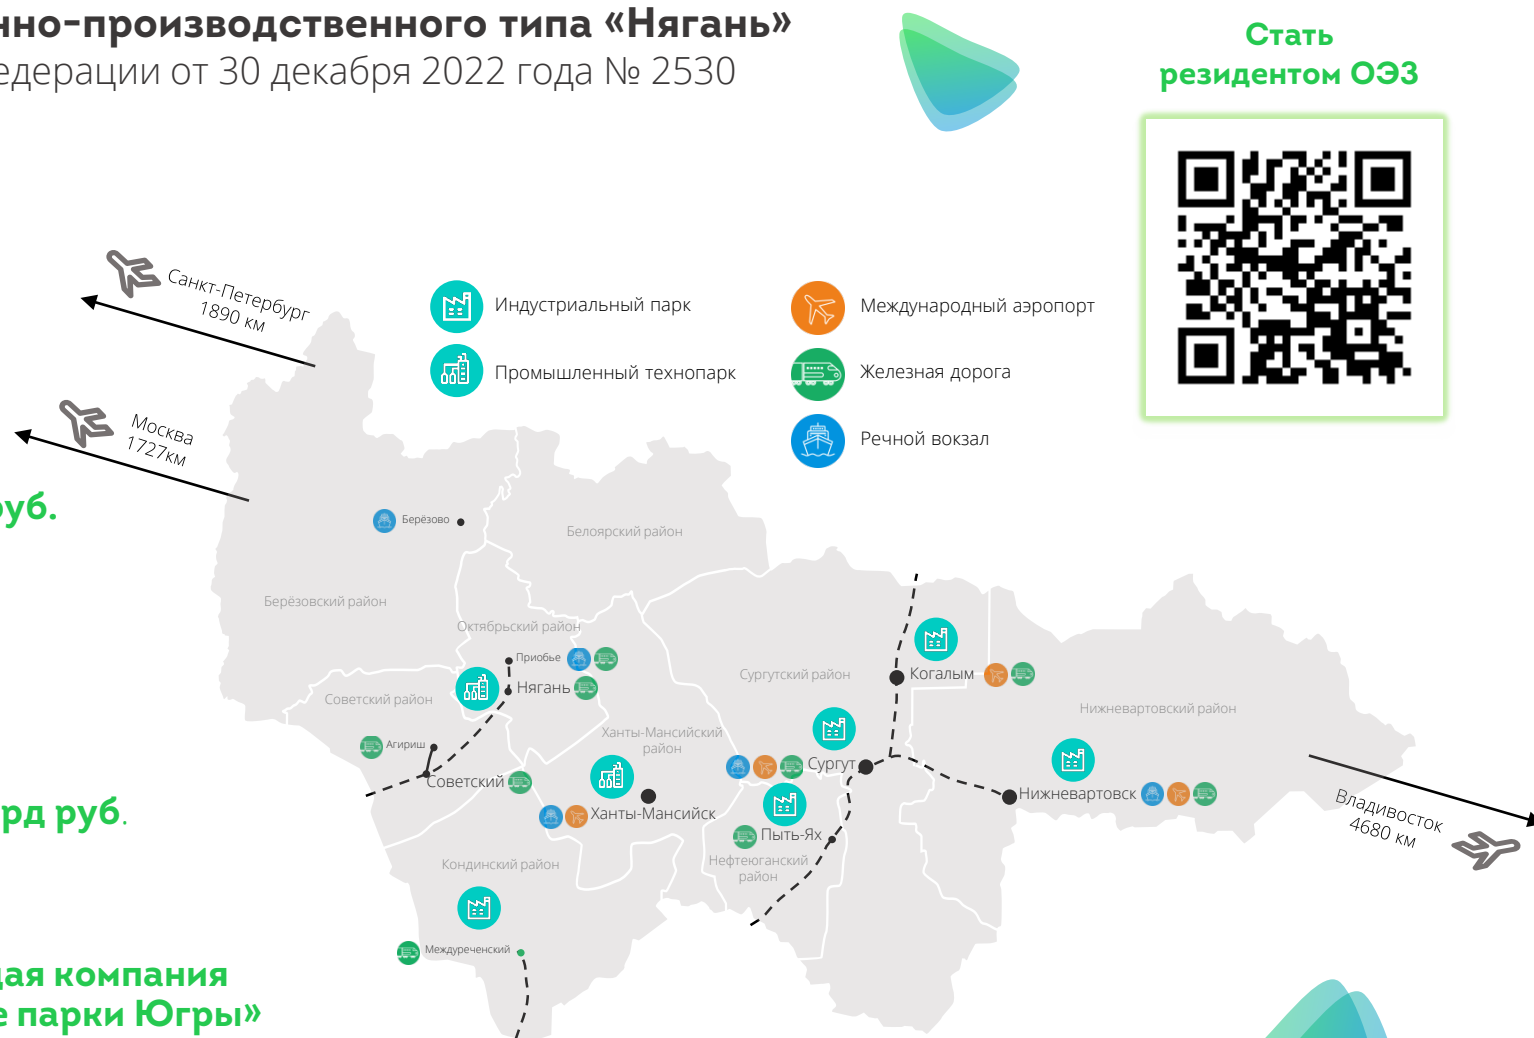 нно-производственного типа «Нягань»
едерации от 30 декабря 2022 года № 2530
Стать
резидентом ОЭЗ
Санкт-Петербург
1890 км
Индустриальный парк
Промышленный технопарк
Международный аэропорт
Железная дорога
Речной вокзал
Москва
1727км
руб.
Берёзово
Белоярский район
Берёзовский район
Октябрьский район
Приобье
Нягань
Советский район
Сургутский район
Когалым
Нижневартовский район
Ханты-Мансийский
район
Агириш
Советский
Сургут
Нижневартовск
Владивосток
4680 км
Ханты-Мансийск
Пыть-Ях
Нефтеюганский
район
рд руб.
Кондинский район
Междуреченский
щая компания
е парки Югры»